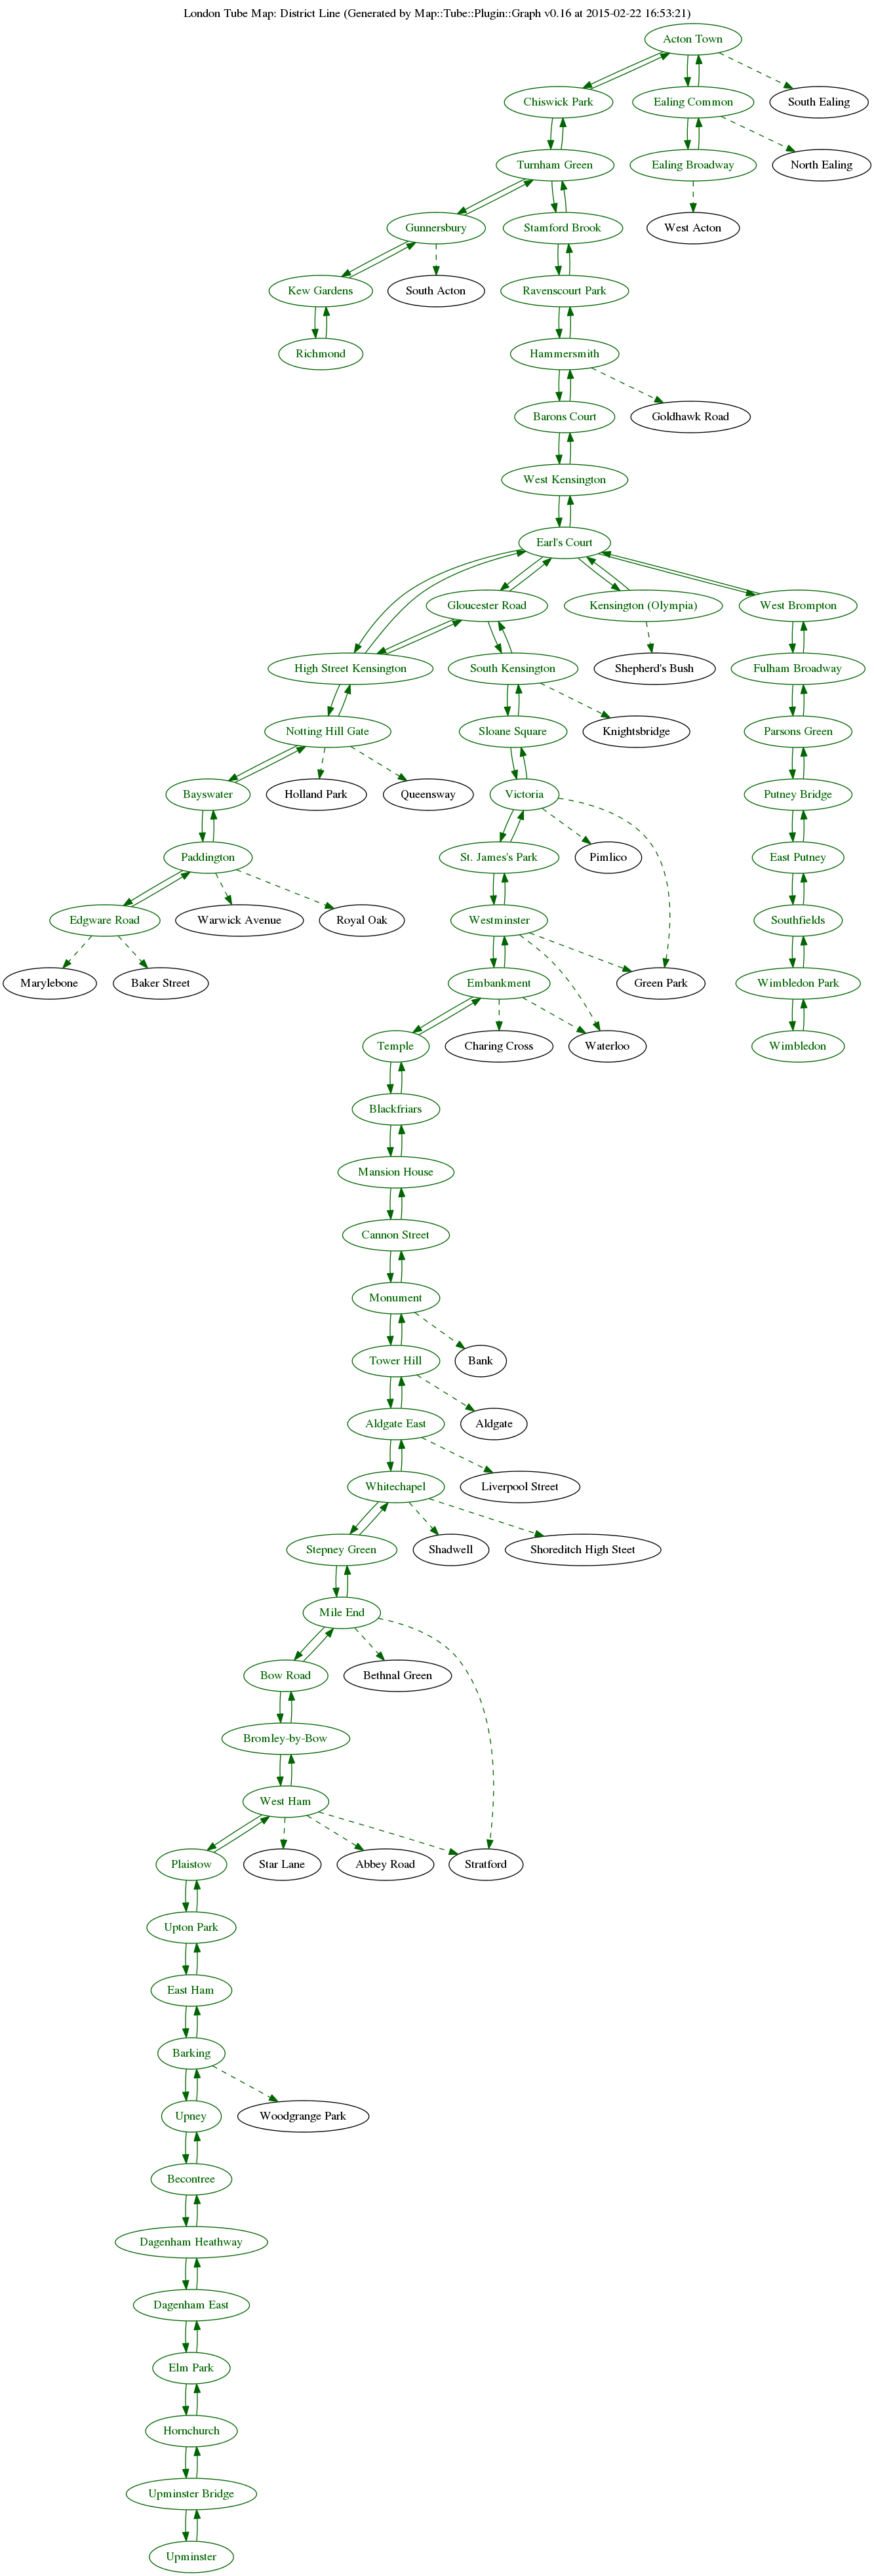 London Tube Map: District Line (Generated by Map::Tube::Plugin::Graph v0.16 at 2015-02-22 16:53:21)
Acton Town
Chiswick Park
Ealing Common
South Ealing
Turnham Green
Ealing Broadway
North Ealing
Gunnersbury
Stamford Brook
West Acton
Kew Gardens
South Acton
Ravenscourt Park
Richmond
Hammersmith
Barons Court
Goldhawk Road
West Kensington
Earl's Court
Gloucester Road
Kensington (Olympia)
West Brompton
High Street Kensington
South Kensington
Shepherd's Bush
Fulham Broadway
Notting Hill Gate
Sloane Square
Knightsbridge
Parsons Green
Bayswater
Holland Park
Queensway
Victoria
Putney Bridge
Paddington
St. James's Park
Pimlico
East Putney
Edgware Road
Warwick Avenue
Royal Oak
Westminster
Southfields
Marylebone
Baker Street
Embankment
Green Park
Wimbledon Park
Temple
Charing Cross
Waterloo
Wimbledon
Blackfriars
Mansion House
Cannon Street
Monument
Tower Hill
Bank
Aldgate East
Aldgate
Whitechapel
Liverpool Street
Stepney Green
Shadwell
Shoreditch High Steet
Mile End
Bow Road
Bethnal Green
Bromley-by-Bow
West Ham
Plaistow
Star Lane
Abbey Road
Stratford
Upton Park
East Ham
Barking
Upney
Woodgrange Park
Becontree
Dagenham Heathway
Dagenham East
Elm Park
Hornchurch
Upminster Bridge
Upminster